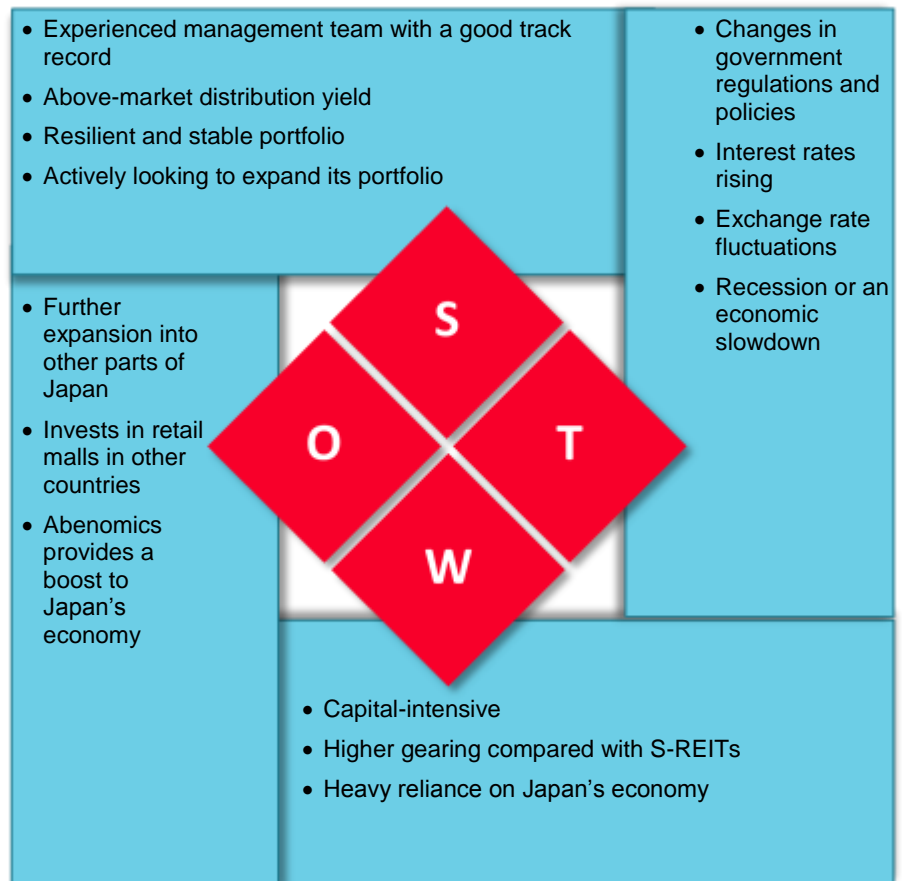 • Experienced management team with a good track
record
• Above-market distribution yield
• Resilient and stable portfolio
• Actively looking to expand its portfolio
• Changes in
government
regulations and
policies
• Interest rates
rising
• Exchange rate
fluctuations
• Recession or an
economic
slowdown
• Further
expansion into
other parts of
Japan
• Invests in retail
malls in other
countries
• Abenomics
provides a
boost to
Japan’s
economy
S
O
T
W
• Capital-intensive
• Higher gearing compared with S-REITs
• Heavy reliance on Japan’s economy